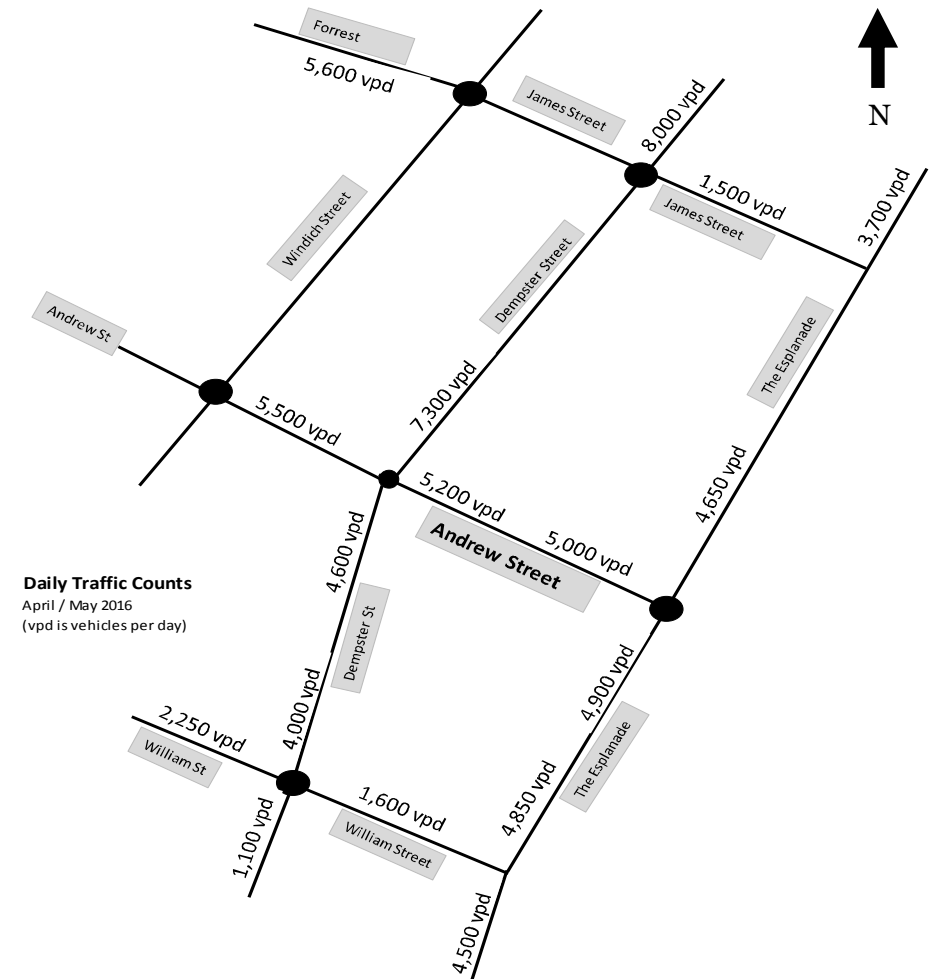 Forrest
5,600 vpd
James Street
8,000 vpd
N
1,500 vpd
James Street
3,700 vpd
Windich Street
Dempster Street
The Esplanade
Andrew St
7,300 vpd
5,500 vpd
4,650 vpd
5,200 vpd
5,000 vpd
Andrew Street
4,600 vpd
Daily Traffic Counts
April / May 2016
(vpd is vehicles per day)
Dempster St
4,900 vpd
4,000 vpd
2,250 vpd
William St
The Esplanade
4,850 vpd
1,600 vpd
William Street
1,100 vpd
4,500 vpd